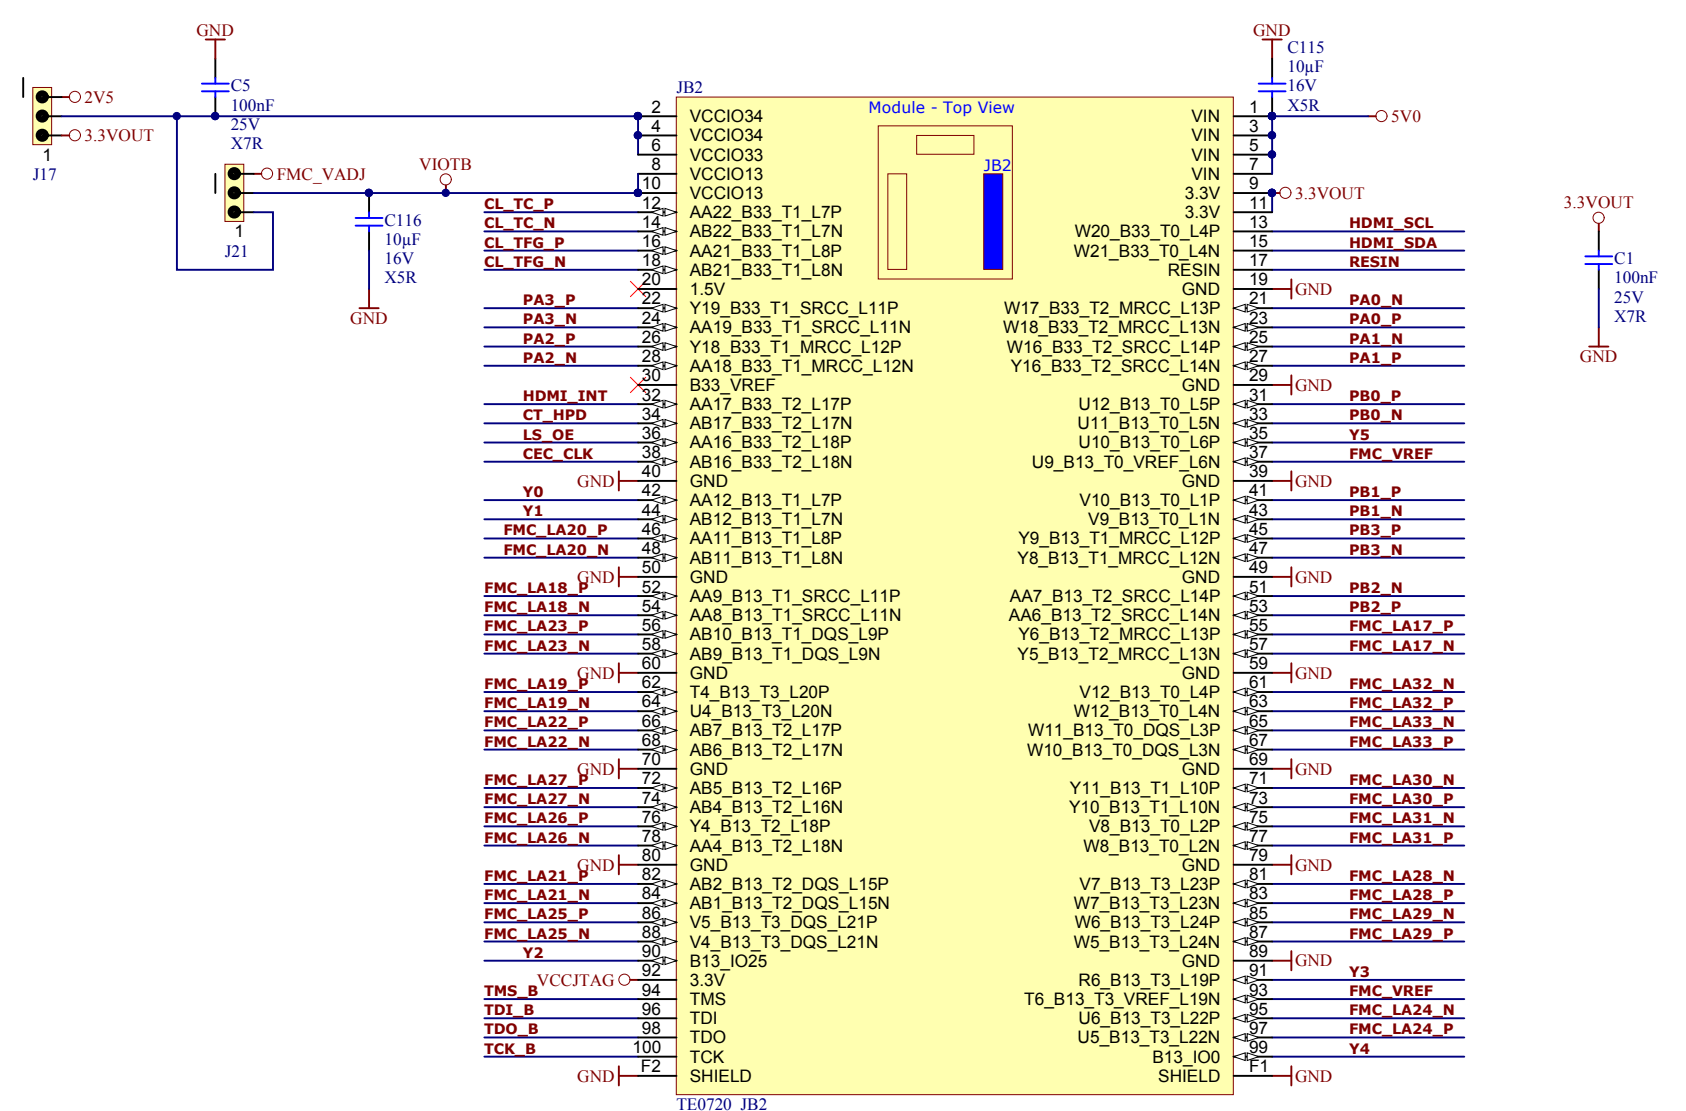 GND
C5
100nF
25V
X7R
2V5
3.3VOUT
1
J17
FMC_VADJ
1
J21
VIOTB
C116
10µF
16V
X5R
GND
JB2
Module - Top View
JB2
GND
C115
10µF
16V
X5R
5V0
3.3VOUT
3.3VOUT
C1
100nF
25V
X7R
GND
2 VCCIO34 VIN 1
4 VCCIO34 VIN 3
6 VCCIO33 VIN 5
8 VCCIO13 VIN 7
10 VCCIO13 3.3V 9
CL_TC_P 12 AA22_B33_T1_L7P 3.3V 11
CL_TC_N 14 AB22_B33_T1_L7N W20_B33_T0_L4P 13 HDMI_SCL
CL_TFG_P 16 AA21_B33_T1_L8P W21_B33_T0_L4N 15 HDMI_SDA
CL_TFG_N 18 AB21_B33_T1_L8N RESIN 17 RESIN
20 1.5V GND 19 GND
PA3_P 22 Y19_B33_T1_SRCC_L11P W17_B33_T2_MRCC_L13P 21 PA0_N
PA3_N 24 AA19_B33_T1_SRCC_L11N W18_B33_T2_MRCC_L13N 23 PA0_P
PA2_P 26 Y18_B33_T1_MRCC_L12P W16_B33_T2_SRCC_L14P 25 PA1_N
PA2_N 28 AA18_B33_T1_MRCC_L12N Y16_B33_T2_SRCC_L14N 27 PA1_P
30 B33_VREF GND 29 GND
HDMI_INT 32 AA17_B33_T2_L17P U12_B13_T0_L5P 31 PB0_P
CT_HPD 34 AB17_B33_T2_L17N U11_B13_T0_L5N 33 PB0_N
LS_OE 36 AA16_B33_T2_L18P U10_B13_T0_L6P 35 Y5
CEC_CLK 38 AB16_B33_T2_L18N U9_B13_T0_VREF_L6N 37 FMC_VREF
GND 40 GND GND 39 GND
Y0 42 AA12_B13_T1_L7P V10_B13_T0_L1P 41 PB1_P
Y1 44 AB12_B13_T1_L7N V9_B13_T0_L1N 43 PB1_N
FMC_LA20_P 46 AA11_B13_T1_L8P Y9_B13_T1_MRCC_L12P 45 PB3_P
FMC_LA20_N 48 AB11_B13_T1_L8N Y8_B13_T1_MRCC_L12N 47 PB3_N
GND 50 GND GND 49 GND
FMC_LA18_P 52 AA9_B13_T1_SRCC_L11P AA7_B13_T2_SRCC_L14P 51 PB2_N
FMC_LA18_N 54 AA8_B13_T1_SRCC_L11N AA6_B13_T2_SRCC_L14N 53 PB2_P
FMC_LA23_P 56 AB10_B13_T1_DQS_L9P Y6_B13_T2_MRCC_L13P 55 FMC_LA17_P
FMC_LA23_N 58 AB9_B13_T1_DQS_L9N Y5_B13_T2_MRCC_L13N 57 FMC_LA17_N
GND 60 GND GND 59 GND
FMC_LA19_P 62 T4_B13_T3_L20P V12_B13_T0_L4P 61 FMC_LA32_N
FMC_LA19_N 64 U4_B13_T3_L20N W12_B13_T0_L4N 63 FMC_LA32_P
FMC_LA22_P 66 AB7_B13_T2_L17P W11_B13_T0_DQS_L3P 65 FMC_LA33_N
FMC_LA22_N 68 AB6_B13_T2_L17N W10_B13_T0_DQS_L3N 67 FMC_LA33_P
GND 70 GND GND 69 GND
FMC_LA27_P 72 AB5_B13_T2_L16P Y11_B13_T1_L10P 71 FMC_LA30_N
FMC_LA27_N 74 AB4_B13_T2_L16N Y10_B13_T1_L10N 73 FMC_LA30_P
FMC_LA26_P 76 Y4_B13_T2_L18P V8_B13_T0_L2P 75 FMC_LA31_N
FMC_LA26_N 78 AA4_B13_T2_L18N W8_B13_T0_L2N 77 FMC_LA31_P
GND 80 GND GND 79 GND
FMC_LA21_P 82 AB2_B13_T2_DQS_L15P V7_B13_T3_L23P 81 FMC_LA28_N
FMC_LA21_N 84 AB1_B13_T2_DQS_L15N W7_B13_T3_L23N 83 FMC_LA28_P
FMC_LA25_P 86 V5_B13_T3_DQS_L21P W6_B13_T3_L24P 85 FMC_LA29_N
FMC_LA25_N 88 V4_B13_T3_DQS_L21N W5_B13_T3_L24N 87 FMC_LA29_P
Y2 90 B13_IO25 GND 89 GND
VCCJTAG 92 3.3V R6_B13_T3_L19P 91 Y3
TMS_B 94 TMS T6_B13_T3_VREF_L19N 93 FMC_VREF
TDI_B 96 TDI U6_B13_T3_L22P 95 FMC_LA24_N
TDO_B 98 TDO U5_B13_T3_L22N 97 FMC_LA24_P
TCK_B 100 TCK B13_IO0 99 Y4
GND F2 SHIELD SHIELD F1 GND
TE0720 JB2